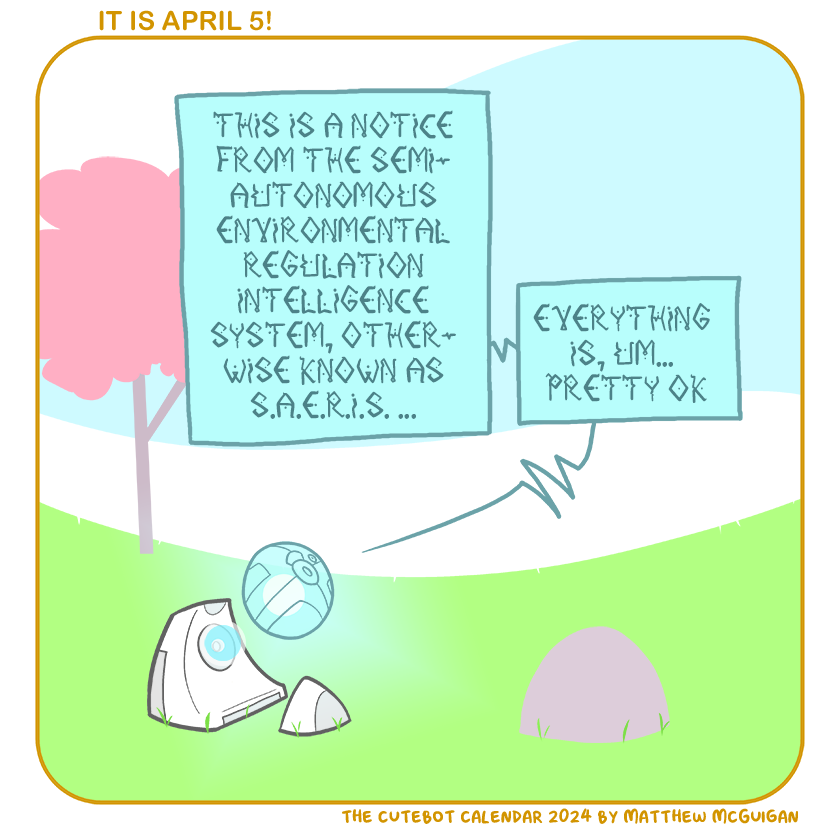 IT IS APRIL 5!
THIS IS A NOTICE
FROM THE SEMI-
AUTONOMOUS
ENVIRONMENTAL
REGULATION
INTELLIGENCE
SYSTEM, OTHER-
WISE KNOWN AS
S.A.E.R.I.S. ...
EVERYTHING
IS, UM...
PRETTY OK
THE CUTEBOT CALENDAR 2024 BY MATTHEW MCGUIGAN